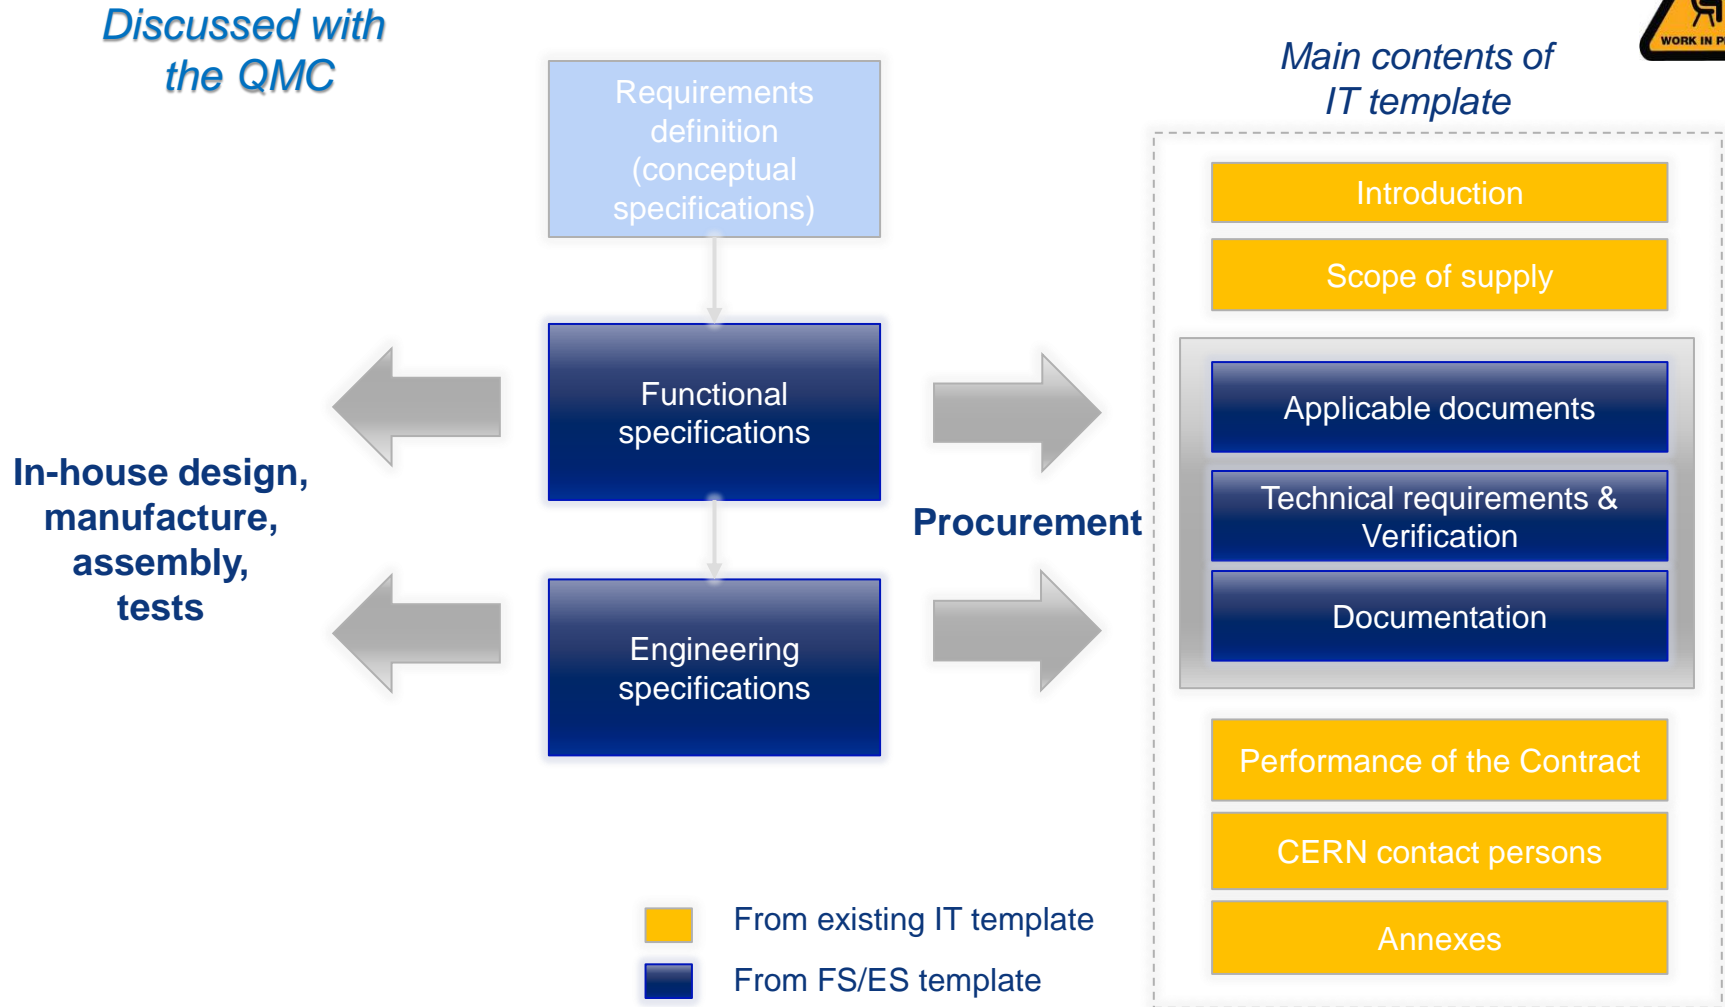 Discussed with
the QMC
Requirements
definition
(conceptual
specifications)
Functional
specifications
Engineering
specifications
In-house design,
manufacture,
assembly,
tests
Procurement
WORK IN
Main contents of
IT template
Introduction
Scope of supply
Applicable documents
Technical requirements &
Verification
Documentation
Performance of the Contract
CERN contact persons
Annexes
From existing IT template
From FS/ES template